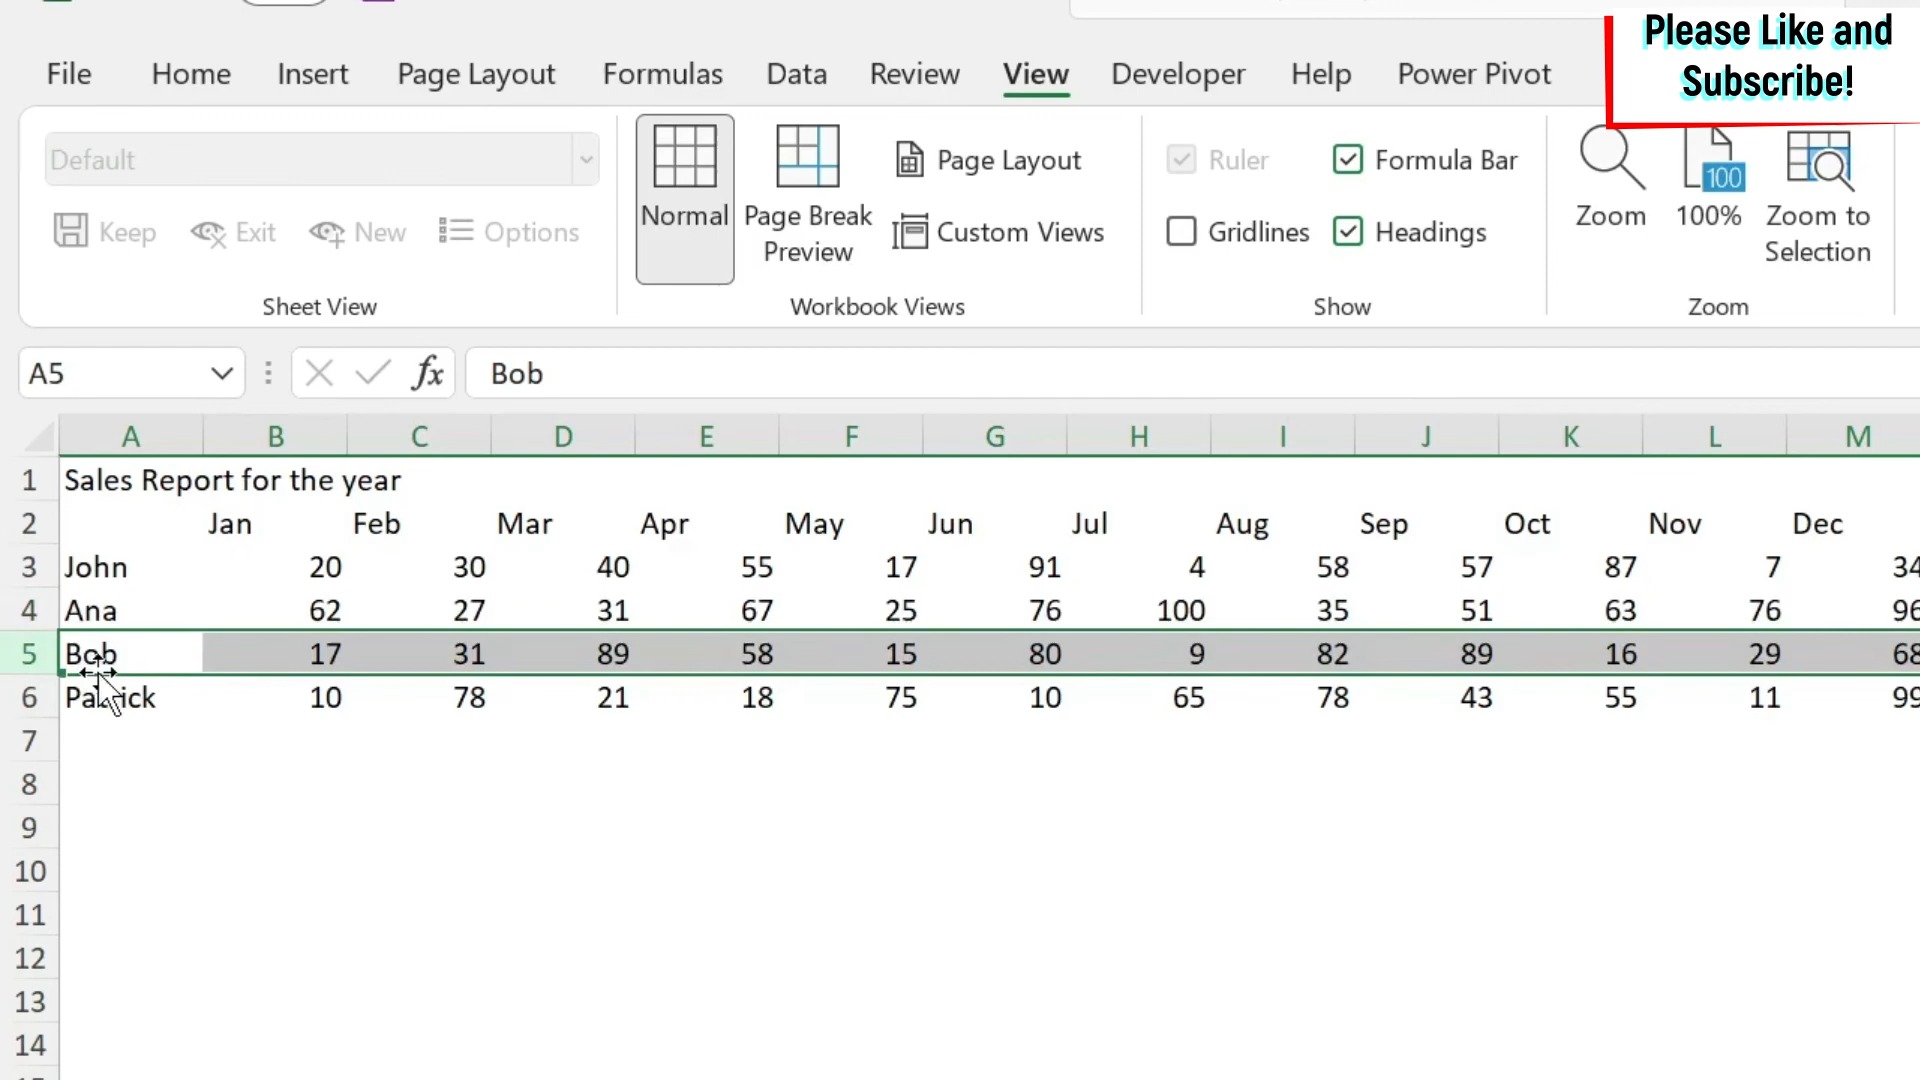 Please Like and
Subscribe!
File Home Insert Page Layout Formulas Data Review View Developer Help Power Pivot
Default
Keep Exit New Options
Sheet View
Normal
Page Break
Preview
Page Layout
Custom Views
Workbook Views
Ruler Formula Bar
Gridlines Headings
Show
Zoom
100
100%
Zoom to
Selection
Zoom
A5 fx Bob
A B C D E F G H I J K L M
1 Sales Report for the year
2 Jan Feb Mar Apr May Jun Jul Aug Sep Oct Nov Dec
3 John 20 30 40 55 17 91 4 58 57 87 7 34
4 Ana 62 27 31 67 25 76 100 35 51 63 76 96
5 Bob 17 31 89 58 15 80 9 82 89 16 29 68
6 Patrick 10 78 21 18 75 10 65 78 43 55 11 99
7
8
9
10
11
12
13
14